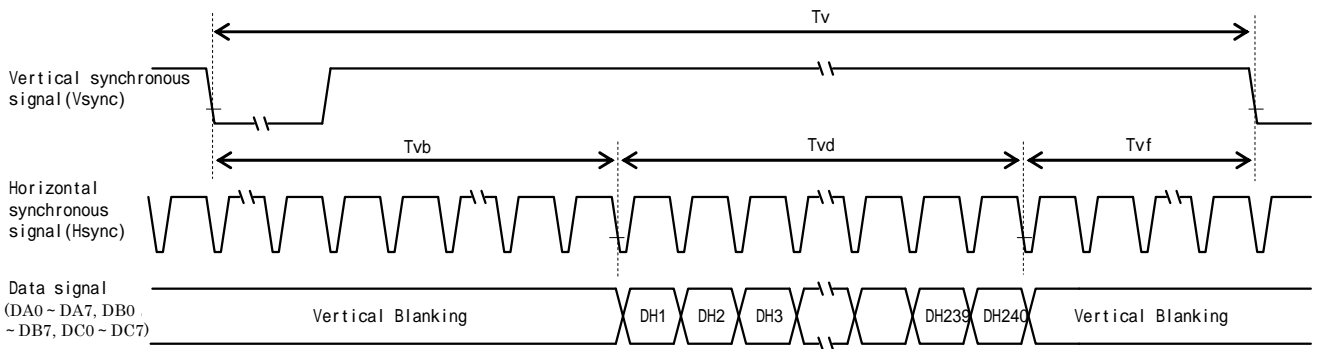 Tv
Vertical synchronous
signal(Vsync)
Tvb
Tvd
Tvf
Horizontal
synchronous
signal(Hsync)
Data signal
(DA0 ~ DA7, DB0
~ DB7, DC0 ~ DC7)
Vertical Blanking DH1 DH2 DH3 DH239 DH240 Vertical Blanking